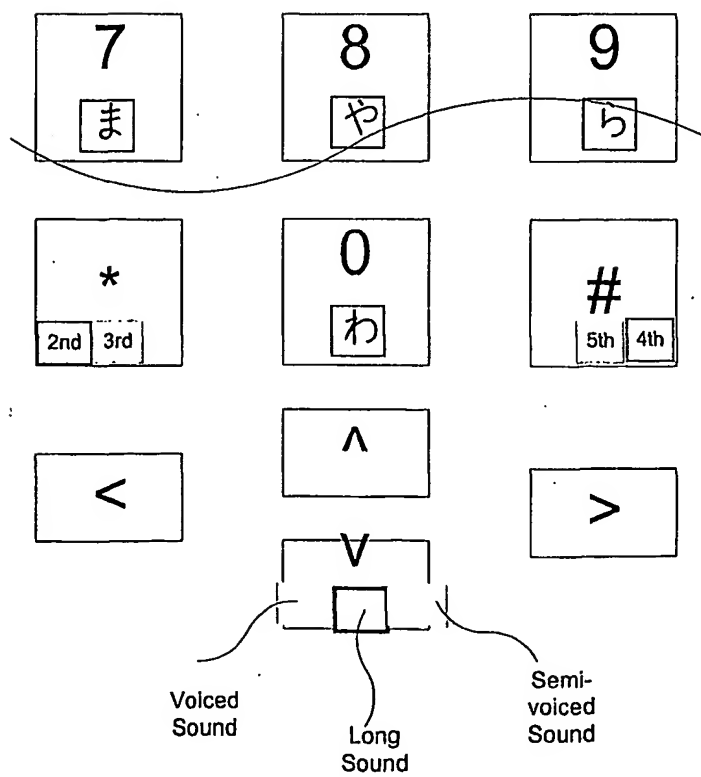 7 8 9
ま や ら
* 0 #
2nd 3rd わ 5th 4th
^
< >
v
Voiced
Sound
Long
Sound
Semi-
voiced
Sound